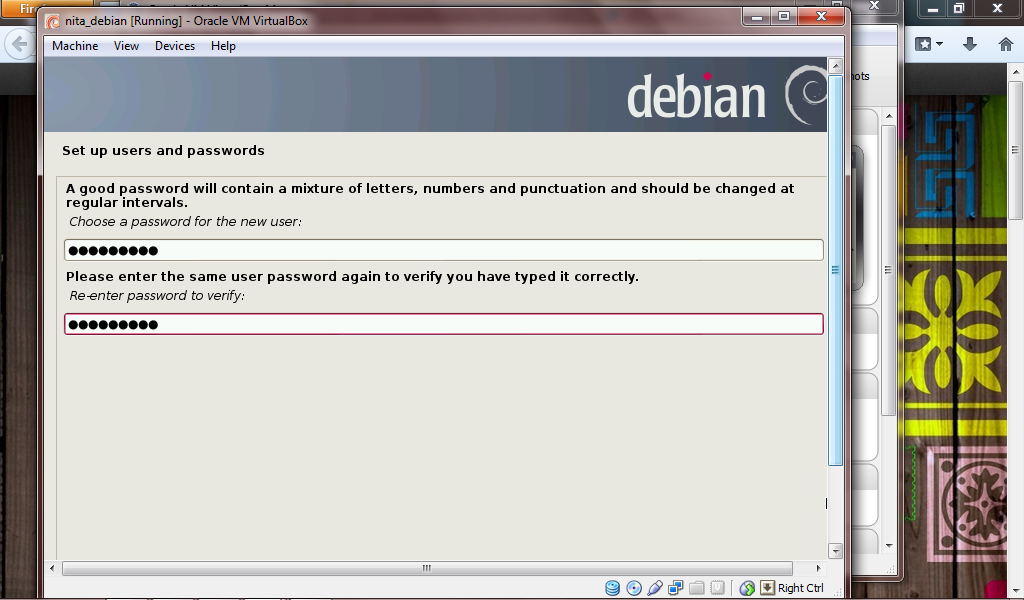 Fir
nita_debian [Running] - Oracle VM VirtualBox
Machine View Devices Help
debian
Set up users and passwords
A good password will contain a mixture of letters, numbers and punctuation and should be changed at
regular intervals.
Choose a password for the new user:
●●●●●●●●●
Please enter the same user password again to verify you have typed it correctly.
Re-enter password to verify:
●●●●●●●●●
Right Ctrl